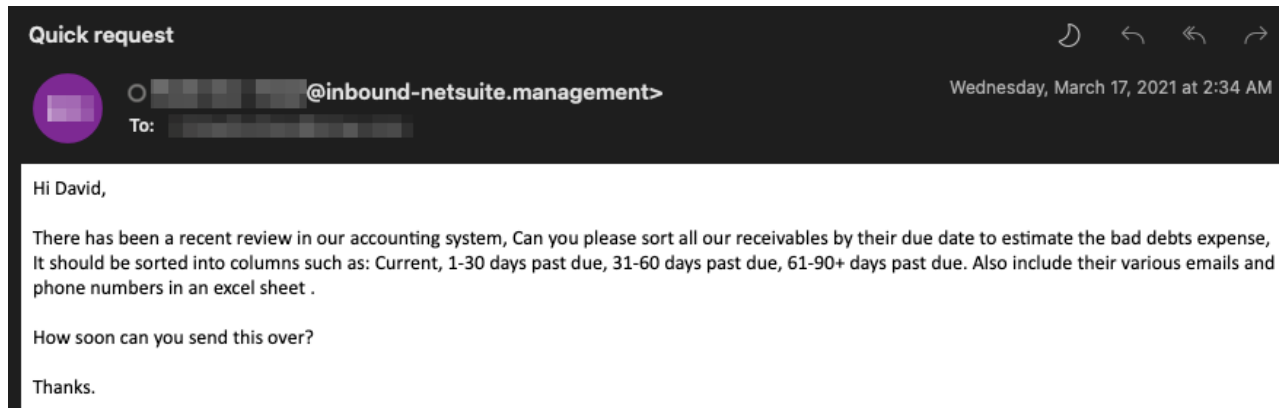 Quick request
@inbound-netsuite.management>
Wednesday, March 17, 2021 at 2:34 AM
To:
Hi David,
There has been a recent review in our accounting system, Can you please sort all our receivables by their due date to estimate the bad debts expense,
It should be sorted into columns such as: Current, 1-30 days past due, 31-60 days past due, 61-90+ days past due. Also include their various emails and
phone numbers in an excel sheet .
How soon can you send this over?
Thanks.